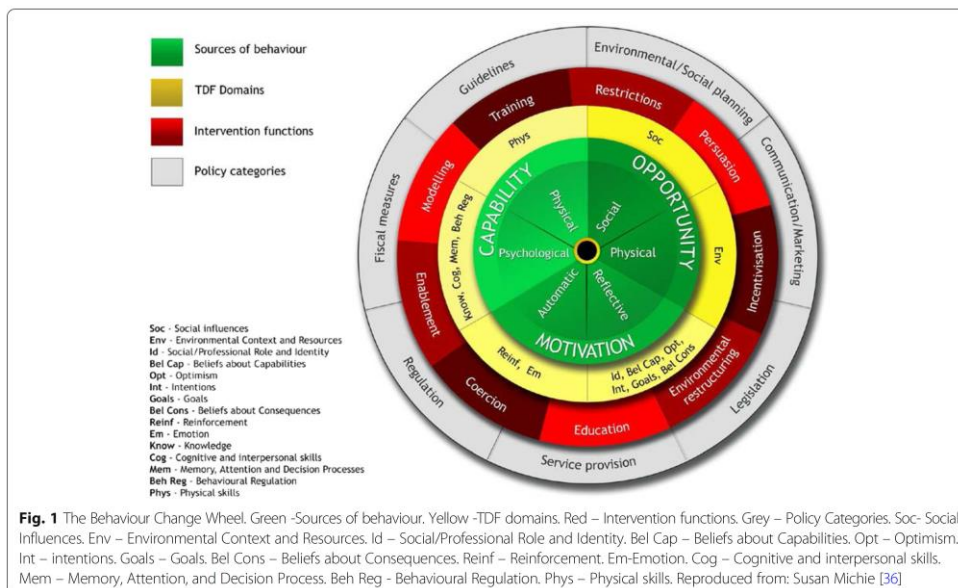 Sources of behaviour
TDF Domains
Intervention functions
Policy categories
Guidelines
Environmental/Social planning
Communication/Marketing
Legislation
Service provision
Regulation
Fiscal measures
Training
Restrictions
Persuasion
Incentivisation
Environmental
restructuring
Education
Coercion
Enablement
Modelling
Phys
Soc
Env
Id, Bel Cap, Opt,
Int, Goals, Bel Cons
Reinf, Em
Know, Cog, Mem, Beh Reg
CAPABILITY
OPPORTUNITY
MOTIVATION
Physical
Social
Physical
Reflective
Automatic
Psychological
Soc - Social influences
Env - Environmental Context and Resources
Id - Social/Professional Role and Identity
Bel Cap - Beliefs about Capabilities
Opt - Optimism
Int - Intentions
Goals - Goals
Bel Cons - Beliefs about Consequences
Reinf - Reinforcement
Em - Emotion
Know - Knowledge
Cog - Cognitive and interpersonal skills
Mem - Memory, Attention and Decision Processes
Beh Reg - Behavioural Regulation
Phys - Physical skills
Fig. 1 The Behaviour Change Wheel. Green -Sources of behaviour. Yellow -TDF domains. Red – Intervention functions. Grey – Policy Categories. Soc- Social
Influences. Env – Environmental Context and Resources. Id – Social/Professional Role and Identity. Bel Cap – Beliefs about Capabilities. Opt – Optimism.
Int – intentions. Goals – Goals. Bel Cons – Beliefs about Consequences. Reinf – Reinforcement. Em-Emotion. Cog – Cognitive and interpersonal skills.
Mem – Memory, Attention, and Decision Process. Beh Reg - Behavioural Regulation. Phys – Physical skills. Reproduced from: Susan Michie [36]